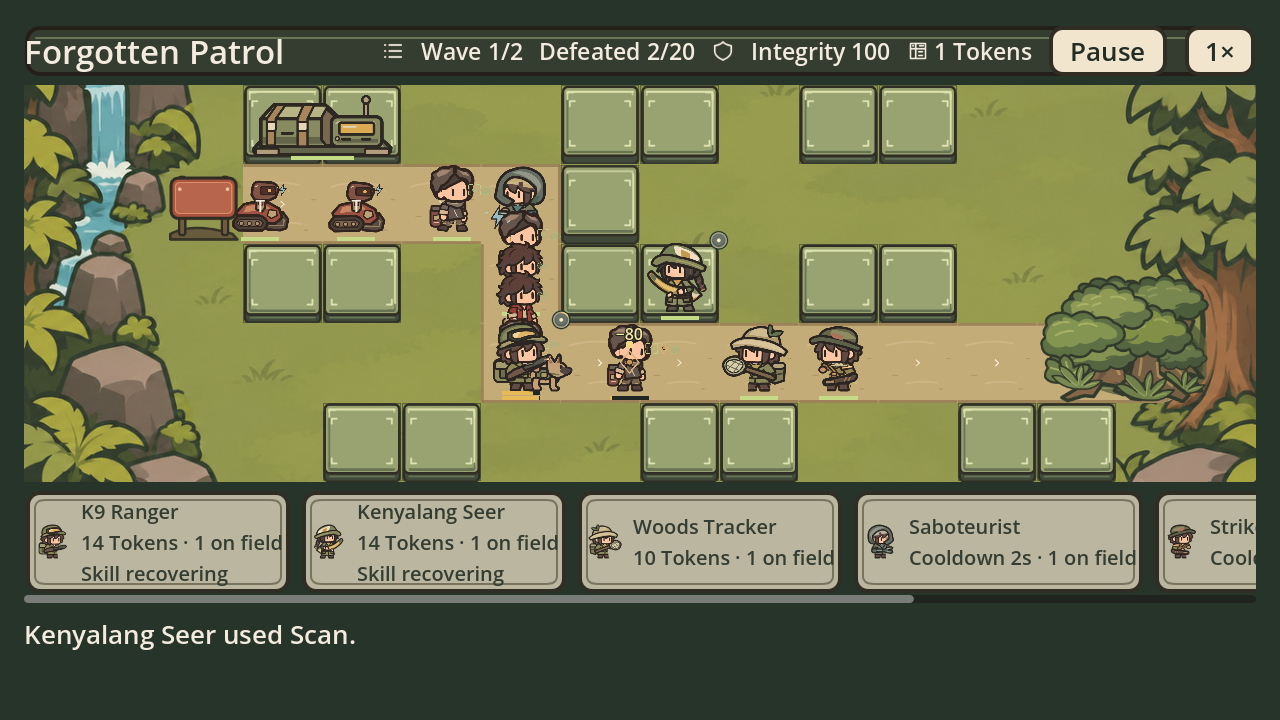 Forgotten Patrol
Wave 1/2 Defeated 2/20 Integrity 100 1 Tokens Pause 1×
−80
K9 Ranger
14 Tokens · 1 on field
Skill recovering
Kenyalang Seer
14 Tokens · 1 on field
Skill recovering
Woods Tracker
10 Tokens · 1 on field
Saboteurist
Cooldown 2s · 1 on field
Strik
Cool
Kenyalang Seer used Scan.